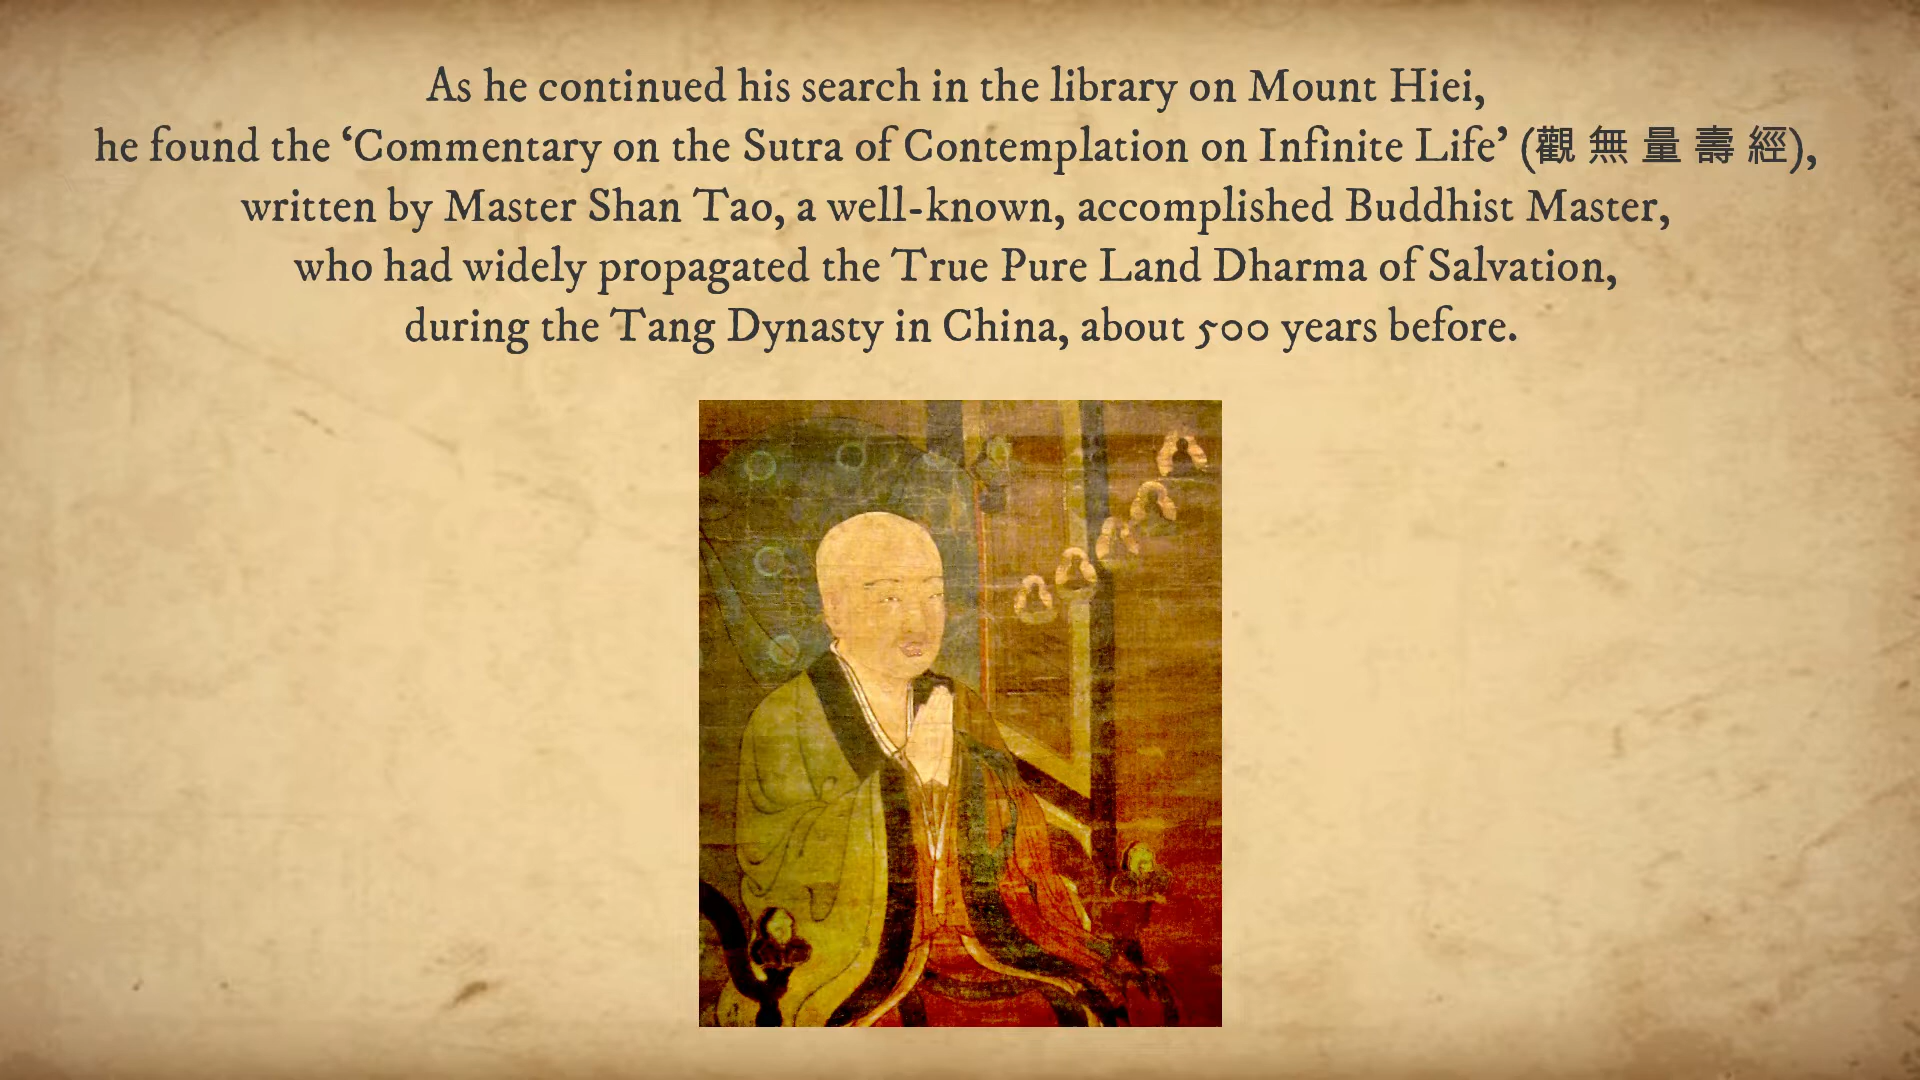 As he continued his search in the library on Mount Hiei,
he found the ‘Commentary on the Sutra of Contemplation on Infinite Life’ (觀 無 量 壽 經),
written by Master Shan Tao, a well-known, accomplished Buddhist Master,
who had widely propagated the True Pure Land Dharma of Salvation,
during the Tang Dynasty in China, about 500 years before.